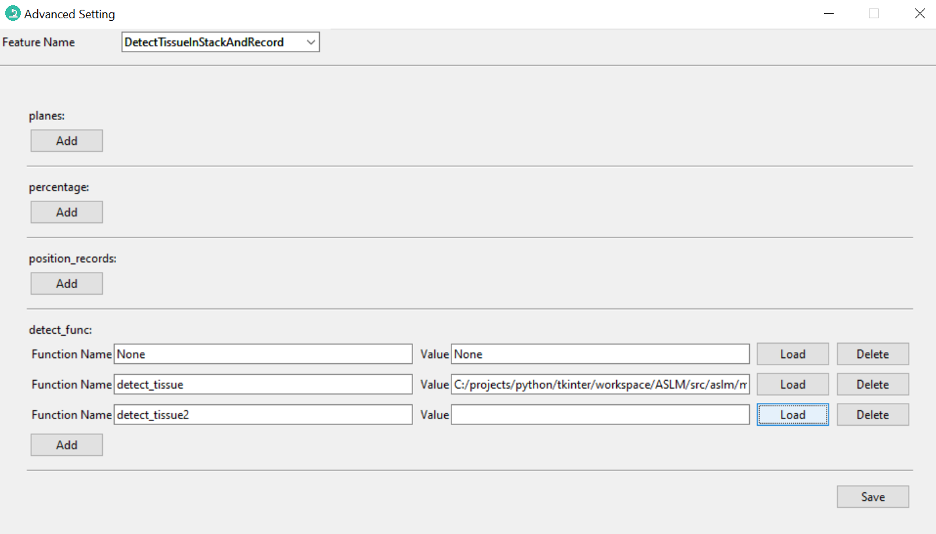 Advanced Setting
Feature Name DetectTissueInStackAndRecord
planes:
Add
percentage:
Add
position_records:
Add
detect_func:
Function Name None Value None Load Delete
Function Name detect_tissue Value C:/projects/python/tkinter/workspace/ASLM/src/aslm/m Load Delete
Function Name detect_tissue2 Value Load Delete
Add
Save